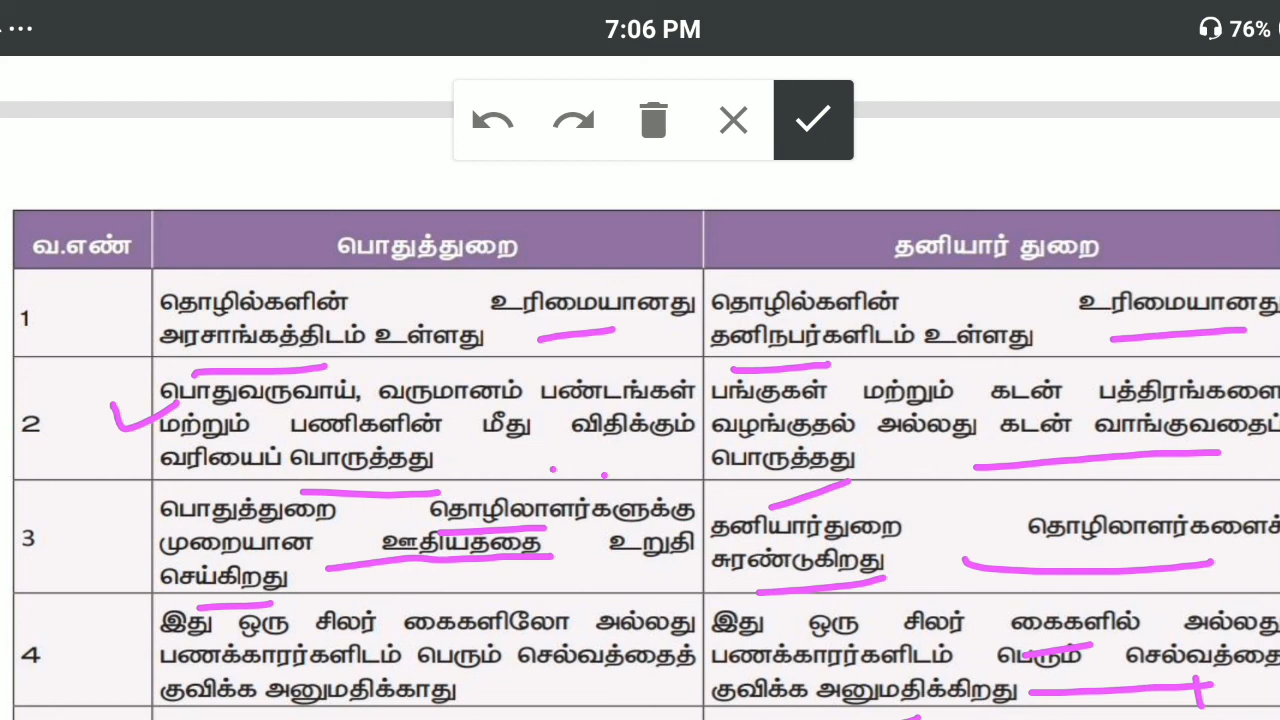 7:06 PM
76%
வ.எண்
பொதுத்துறை
தனியார் துறை
1
தொழில்களின் உரிமையானது
அரசாங்கத்திடம் உள்ளது
தொழில்களின் உரிமையானது
தனிநபர்களிடம் உள்ளது
2
பொதுவருவாய், வருமானம் பண்டங்கள்
மற்றும் பணிகளின் மீது விதிக்கும்
வரியைப் பொருத்தது
பங்குகள் மற்றும் கடன் பத்திரங்களை
வழங்குதல் அல்லது கடன் வாங்குவதைப்
பொருத்தது
3
பொதுத்துறை தொழிலாளர்களுக்கு
முறையான ஊதியத்தை உறுதி
செய்கிறது
தனியார்துறை தொழிலாளர்களைச்
சுரண்டுகிறது
4
இது ஒரு சிலர் கைகளிலோ அல்லது
பணக்காரர்களிடம் பெரும் செல்வத்தைத்
குவிக்க அனுமதிக்காது
இது ஒரு சிலர் கைகளில் அல்லது
பணக்காரர்களிடம் பெரும் செல்வத்தை
குவிக்க அனுமதிக்கிறது